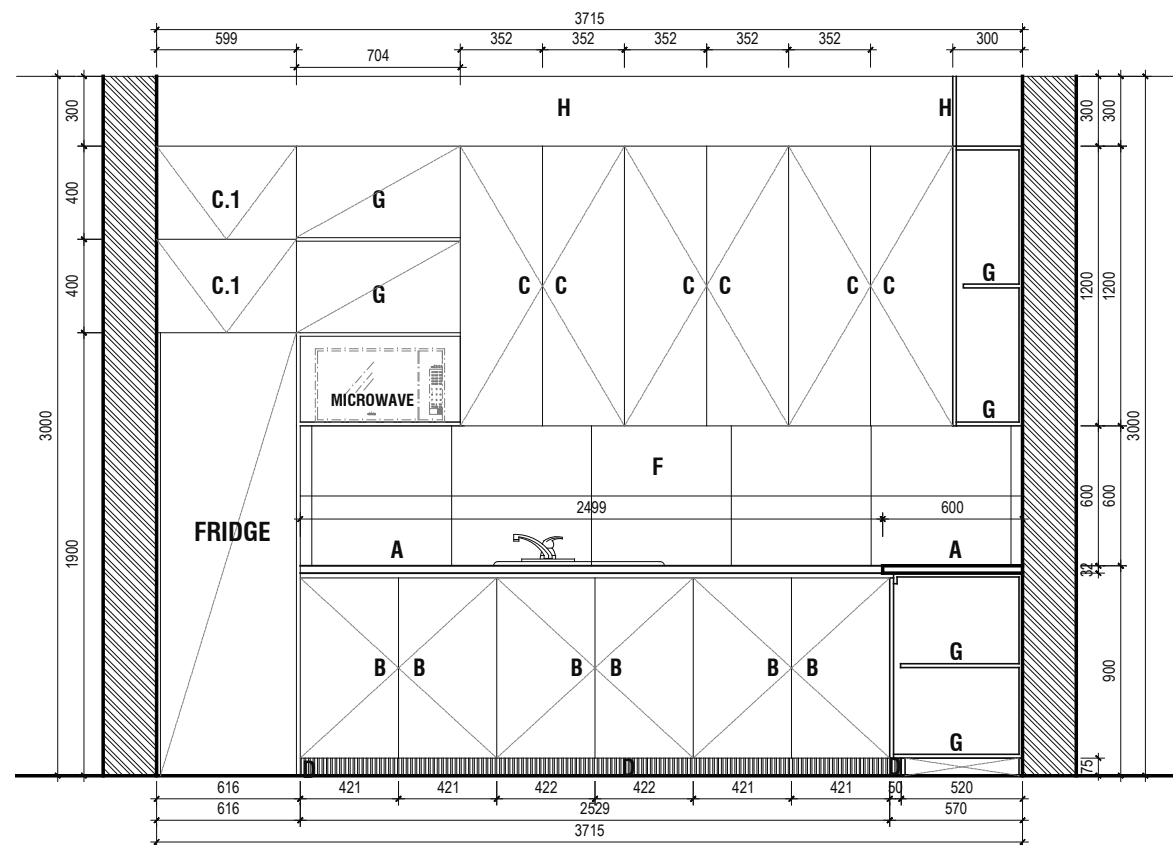 3715
599 352 352 352 352 352 300
704
300 H H 300 300
400 C.1 G
400 C.1 G C C C C C C G 1200 1200
MICROWAVE
G
3000 3000
F
600 600
2499 600
FRIDGE
1900
A A
32
G
B B B B B B 900
G
D D D 75
616 421 421 422 422 421 421 50 520
616 2529 570
3715